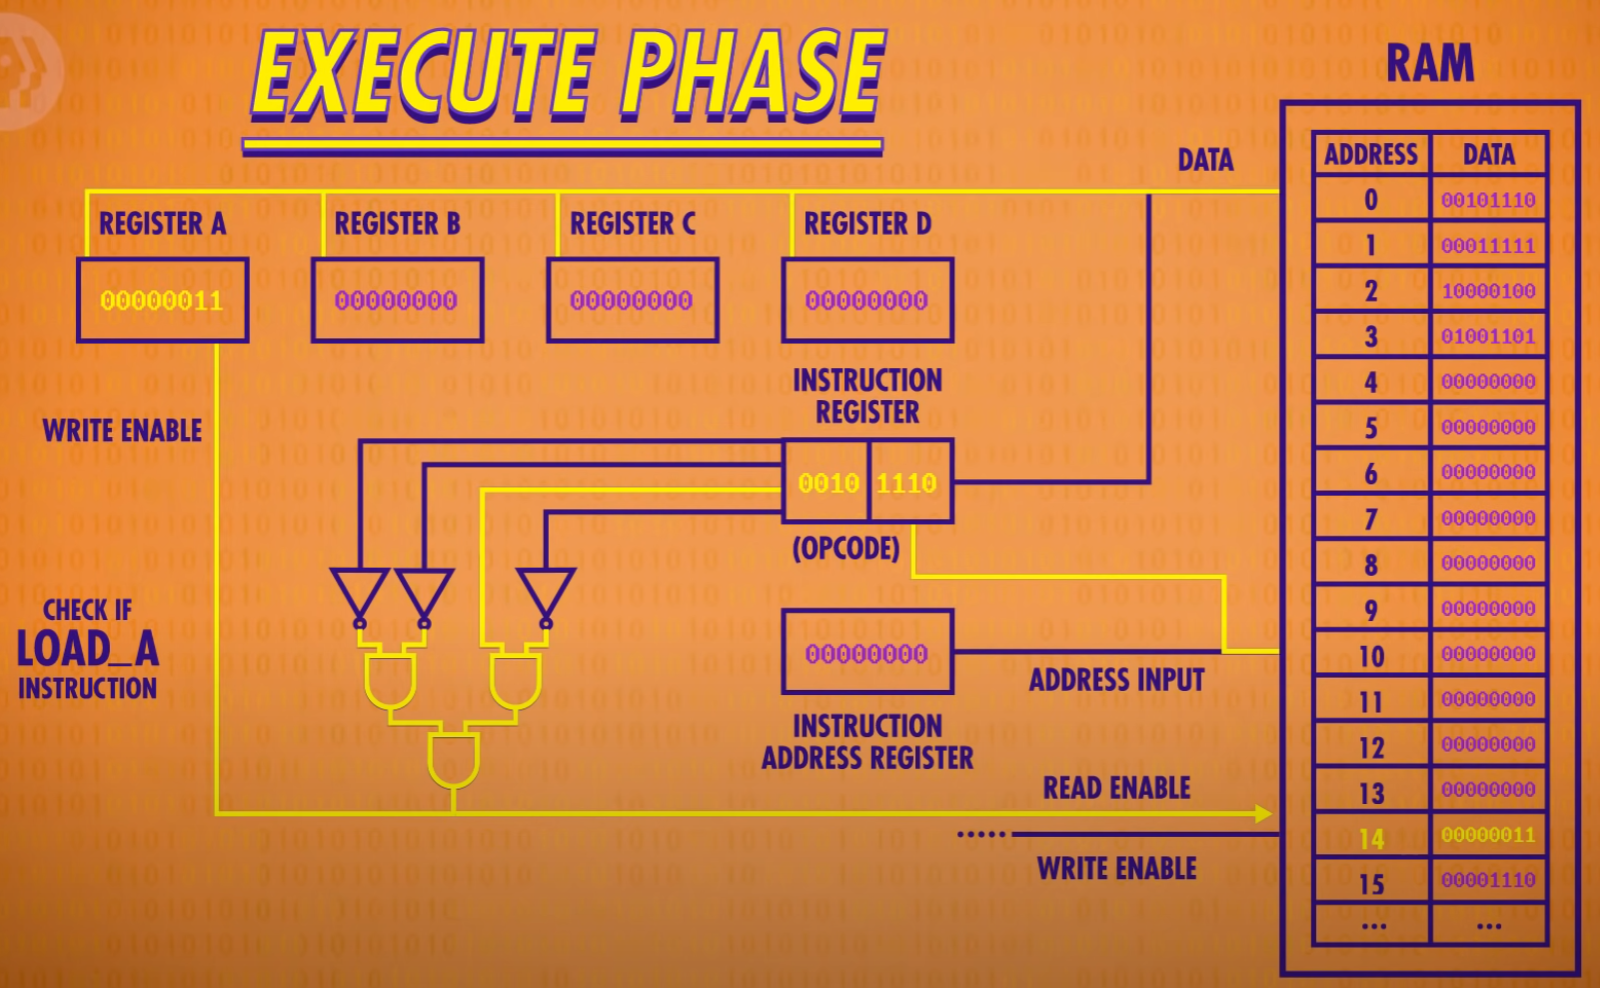 EXECUTE PHASE
RAM
DATA
ADDRESS DATA
0 00101110
1 00011111
2 10000100
3 01001101
4 00000000
5 00000000
6 00000000
7 00000000
8 00000000
9 00000000
10 00000000
11 00000000
12 00000000
13 00000000
14 00000011
15 00001110
... ...
REGISTER A
00000011
REGISTER B
00000000
REGISTER C
00000000
REGISTER D
00000000
WRITE ENABLE
INSTRUCTION
REGISTER
0010 1110
(OPCODE)
CHECK IF
LOAD_A
INSTRUCTION
00000000
ADDRESS INPUT
INSTRUCTION
ADDRESS REGISTER
READ ENABLE
WRITE ENABLE